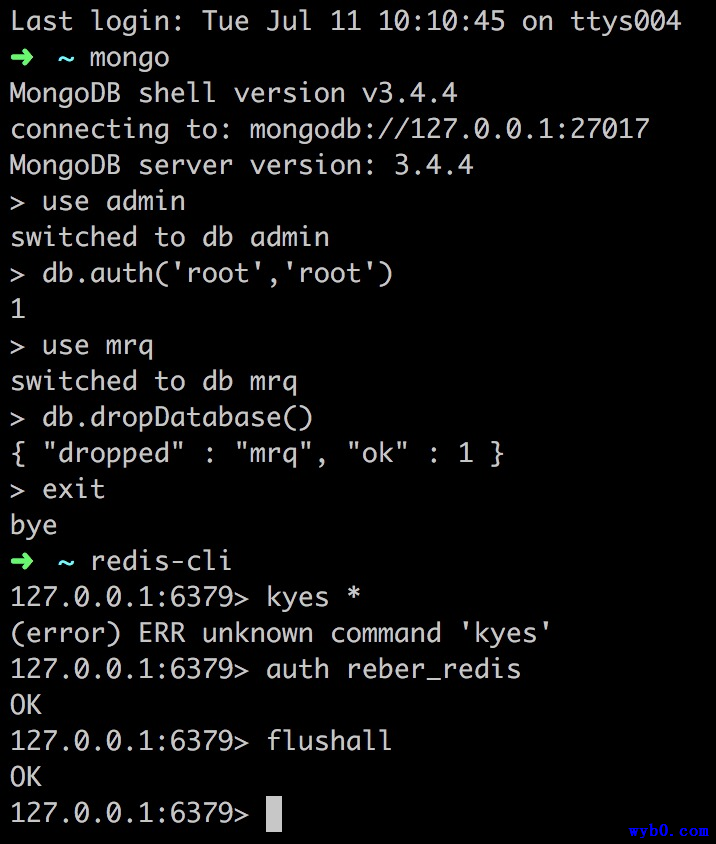 Last login: Tue Jul 11 10:10:45 on ttys004
➜ ~ mongo
MongoDB shell version v3.4.4
connecting to: mongodb://127.0.0.1:27017
MongoDB server version: 3.4.4
> use admin
switched to db admin
> db.auth('root','root')
1
> use mrq
switched to db mrq
> db.dropDatabase()
{ "dropped" : "mrq", "ok" : 1 }
> exit
bye
➜ ~ redis-cli
127.0.0.1:6379> kyes *
(error) ERR unknown command 'kyes'
127.0.0.1:6379> auth reber_redis
OK
127.0.0.1:6379> flushall
OK
127.0.0.1:6379>
wyb0.com